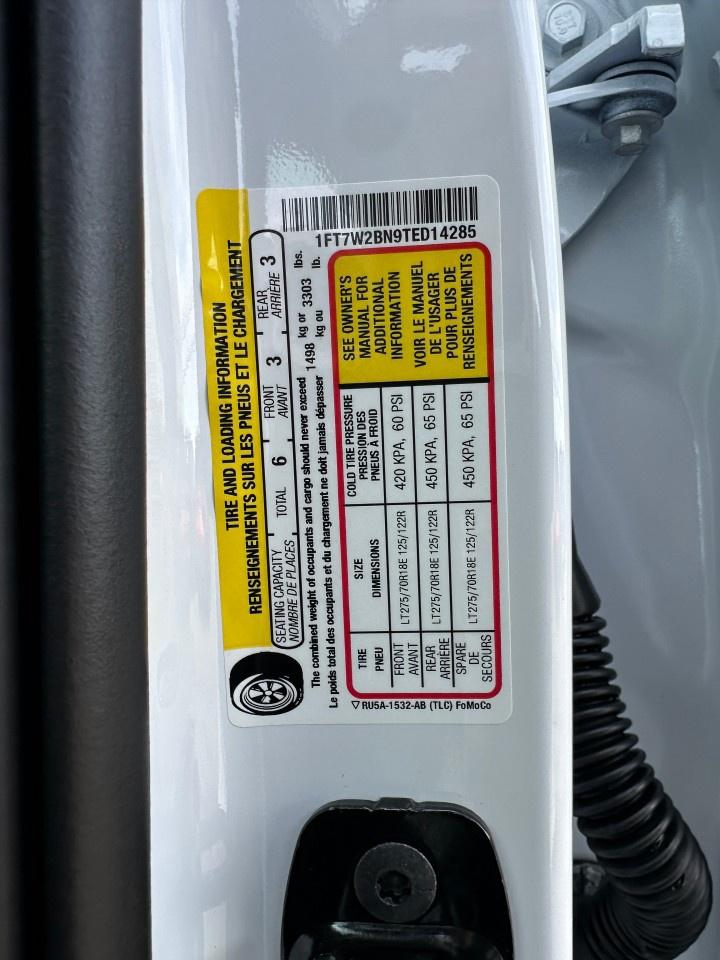 TIRE AND LOADING INFORMATION
RENSEIGNEMENTS SUR LES PNEUS ET LE CHARGEMENT
SEATING CAPACITY TOTAL 6 FRONT 3 REAR 3
NOMBRE DE PLACES AVANT ARRIÈRE
The combined weight of occupants and cargo should never exceed 1498 kg or 3303 lbs.
Le poids total des occupants et du chargement ne doit jamais dépasser kg ou lb.
1FT7W2BN9TED14285
TIRE SIZE COLD TIRE PRESSURE
PNEU DIMENSIONS PRESSION DES
PNEUS À FROID
FRONT LT275/70R18E 125/122R 420 KPA, 60 PSI
AVANT
REAR LT275/70R18E 125/122R 450 KPA, 65 PSI
ARRIÈRE
SPARE LT275/70R18E 125/122R 450 KPA, 65 PSI
DE
SECOURS
SEE OWNER'S
MANUAL FOR
ADDITIONAL
INFORMATION
VOIR LE MANUEL
DE L'USAGER
POUR PLUS DE
RENSEIGNEMENTS
RU5A-1532-AB (TLC) FoMoCo